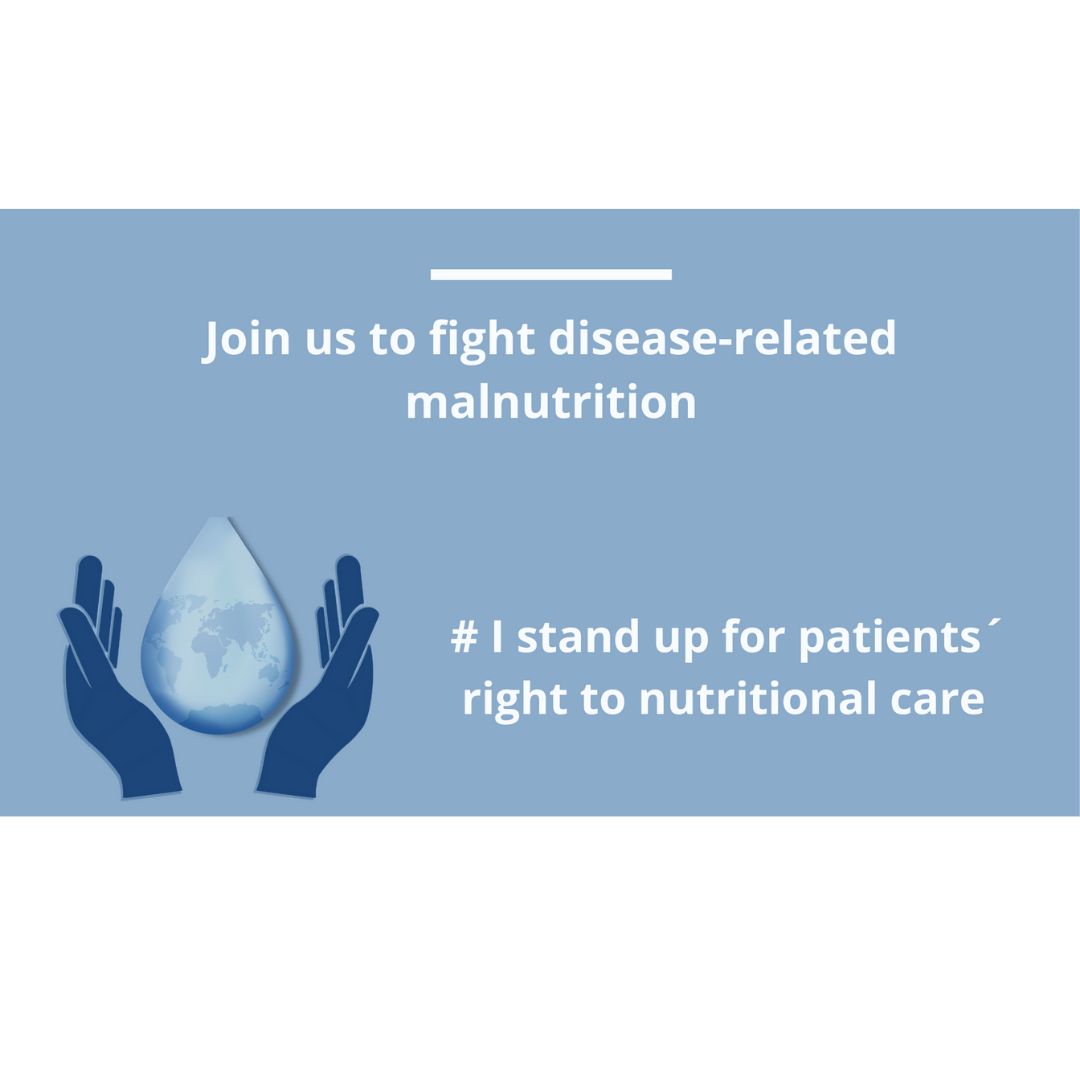 Join us to fight disease-related
malnutrition
# I stand up for patients´
right to nutritional care